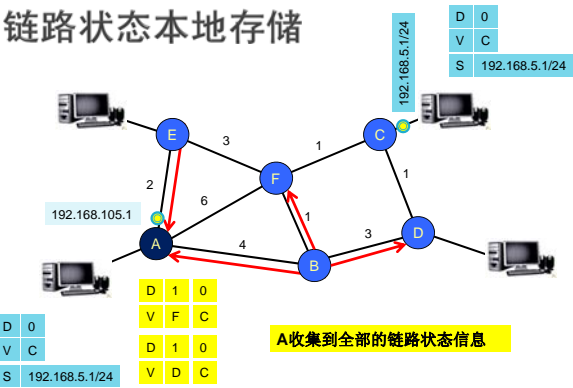 链路状态本地存储
D 0
V C
S 192.168.5.1/24
192.168.5.1/24
E
3
1
C
2
F
1
6
192.168.105.1
1
3
D
A
4
B
D 1 0
V F C
D 1 0
V D C
A收集到全部的链路状态信息
D 0
V C
S 192.168.5.1/24